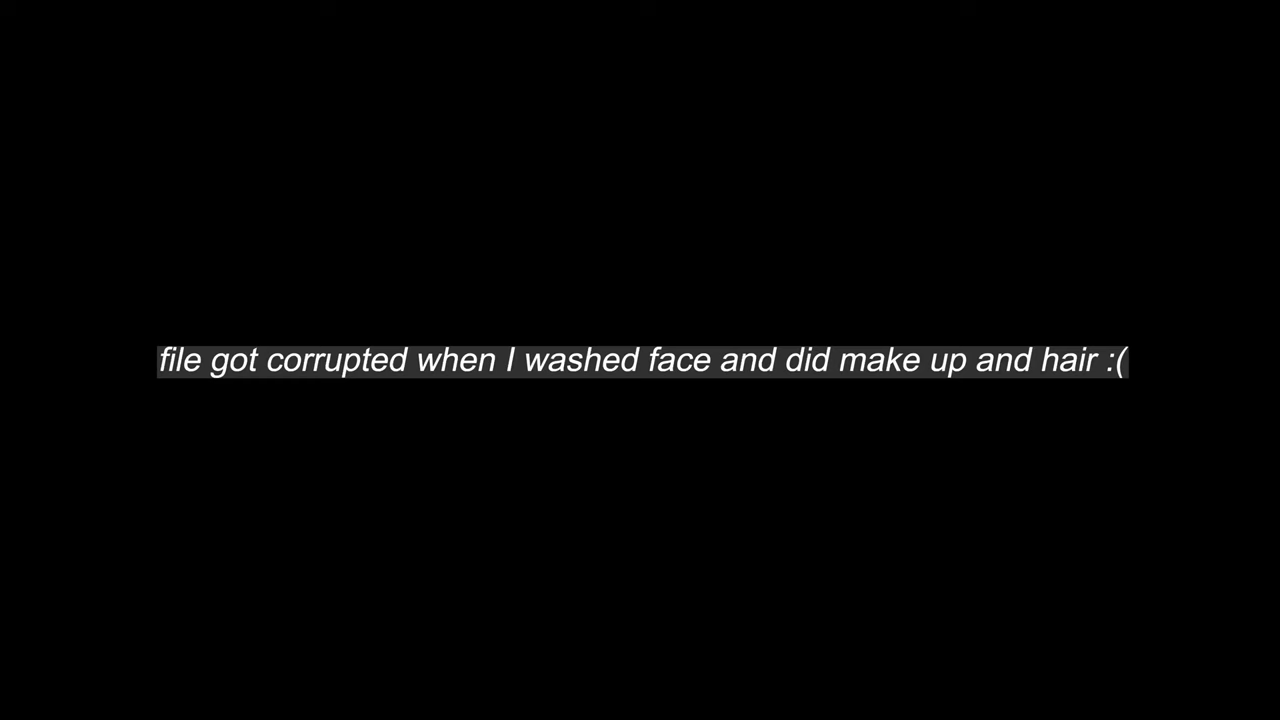 file got corrupted when I washed face and did make up and hair :(